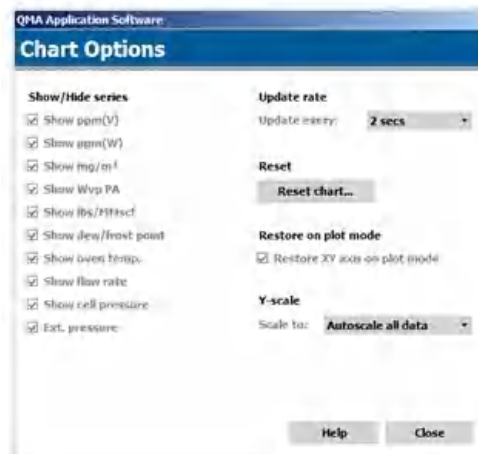 QMA Application Software
Chart Options
Show/Hide series
Show ppm(V)
Show ppm(W)
Show mg/m³
Show Wvp PA
Show lbs/MMscf
Show dew/frost point
Show oven temp.
Show flow rate
Show cell pressure
Ext. pressure
Update rate
Update every: 2 secs
Reset
Reset chart...
Restore on plot mode
Restore XY axis on plot mode
Y-scale
Scale to: Autoscale all data
Help Close